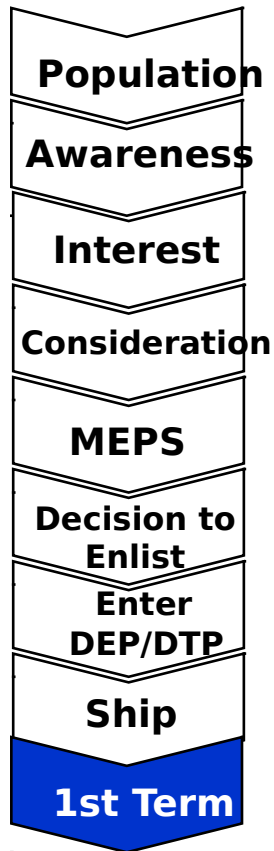 Population
Awareness
Interest
Consideration
MEPS
Decision to
Enlist
Enter
DEP/DTP
Ship
1st Term